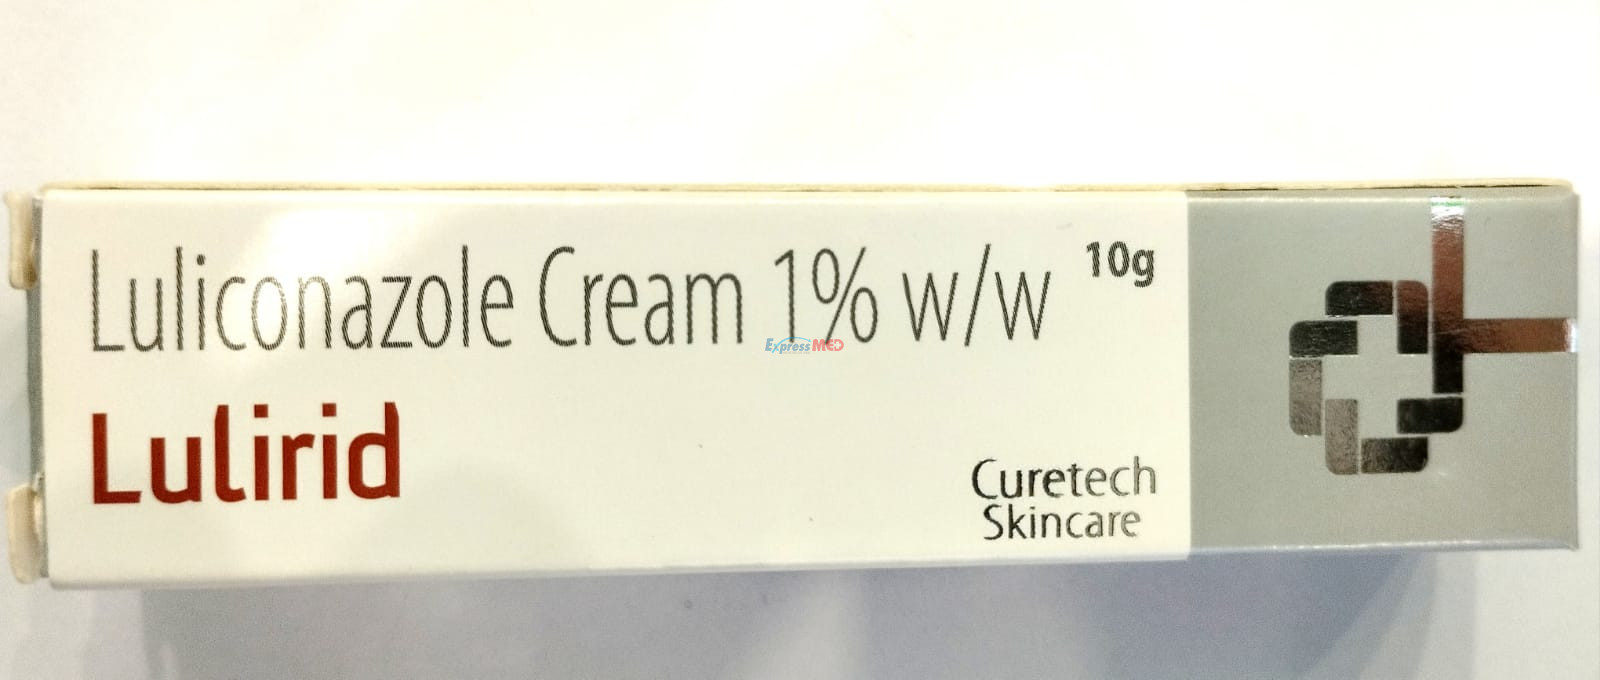 Luliconazole Cream 1% w/w 10g
ExpressMED
Lulirid
Curetech
Skincare